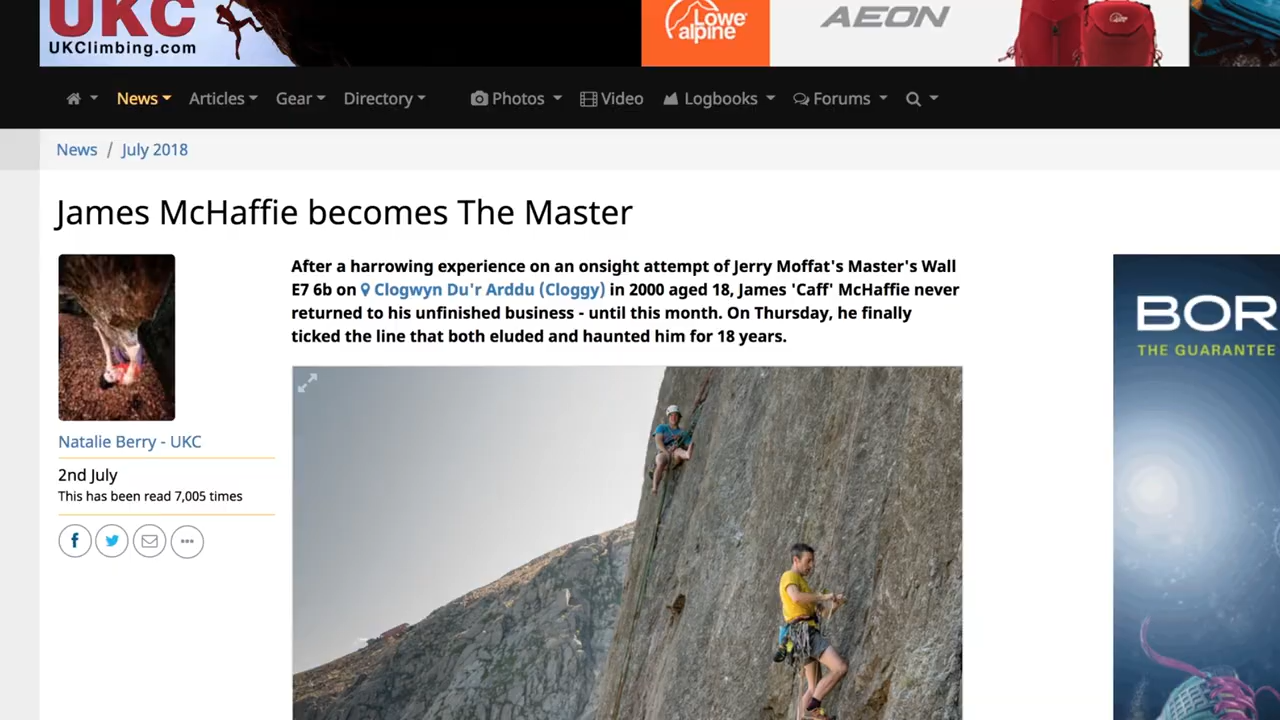 UKC
UKClimbing.com
Lowe
alpine
AEON
News Articles Gear Directory Photos Video Logbooks Forums
News / July 2018
James McHaffie becomes The Master
After a harrowing experience on an onsight attempt of Jerry Moffat's Master's Wall
E7 6b on Clogwyn Du'r Arddu (Cloggy) in 2000 aged 18, James 'Caff' McHaffie never
returned to his unfinished business - until this month. On Thursday, he finally
ticked the line that both eluded and haunted him for 18 years.
Natalie Berry - UKC
2nd July
This has been read 7,005 times
BOR
THE GUARANTEE